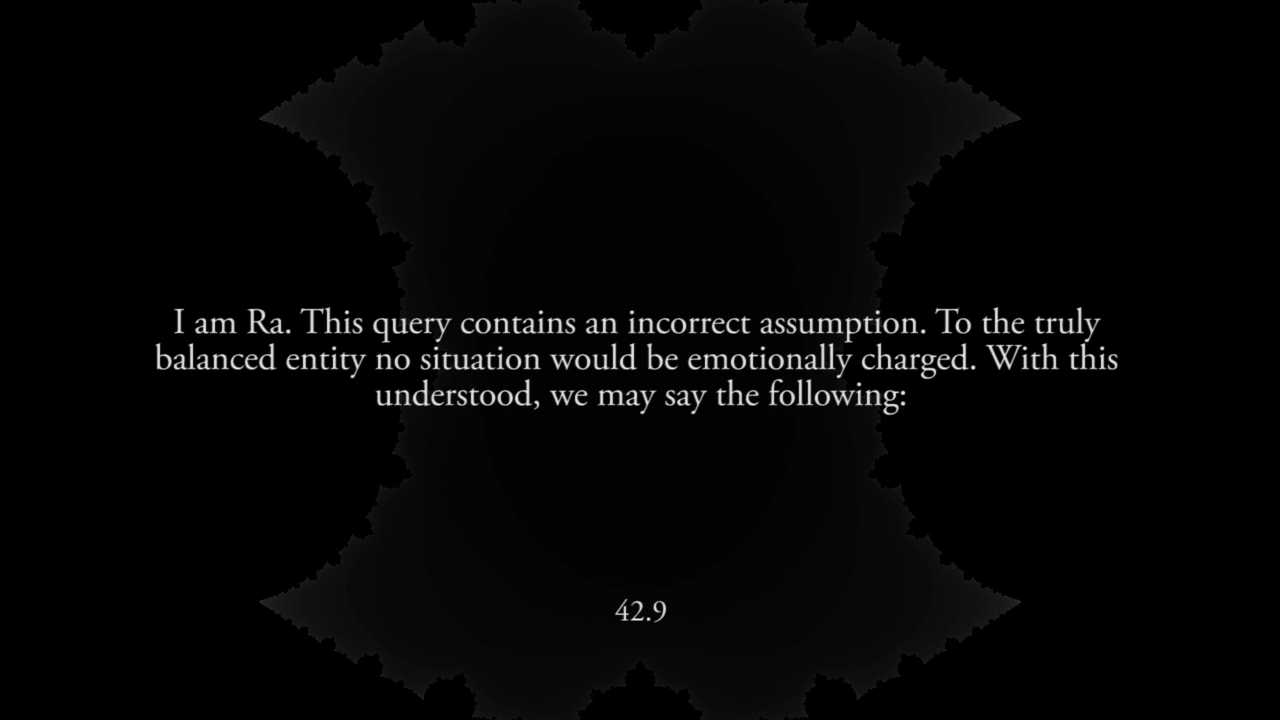 I am Ra. This query contains an incorrect assumption. To the truly
balanced entity no situation would be emotionally charged. With this
understood, we may say the following:
42.9